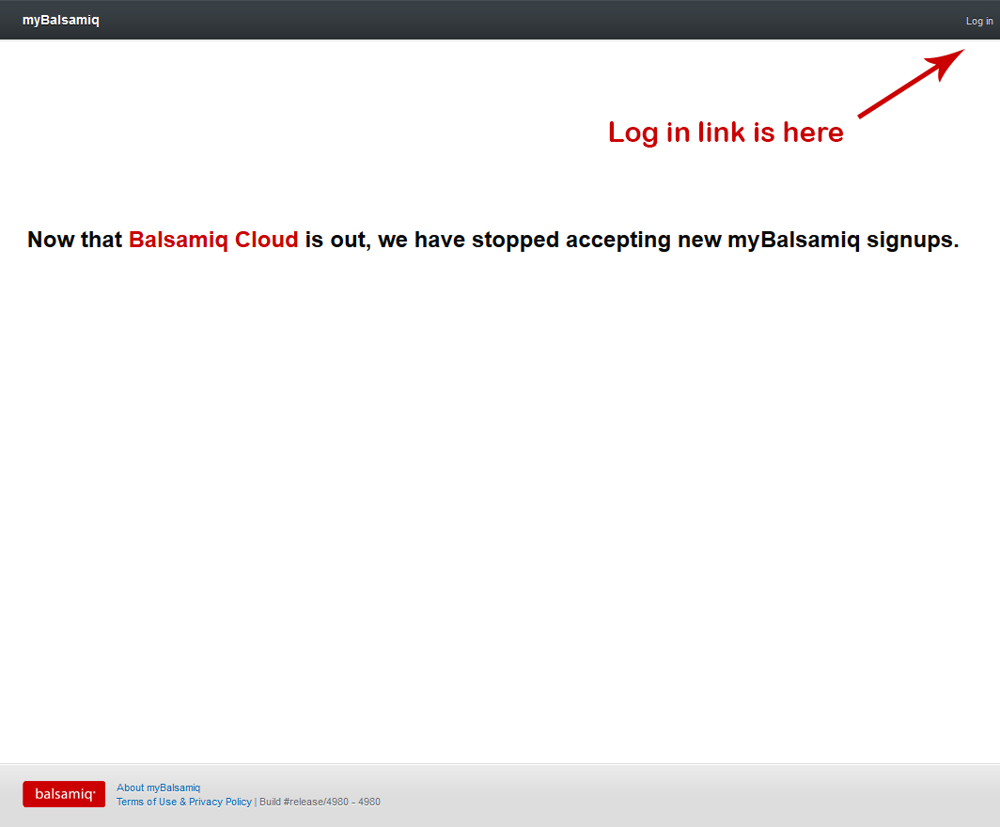 myBalsamiq
Log in
Log in link is here
Now that Balsamiq Cloud is out, we have stopped accepting new myBalsamiq signups.
balsamiq
About myBalsamiq
Terms of Use & Privacy Policy | Build #release/4980 - 4980